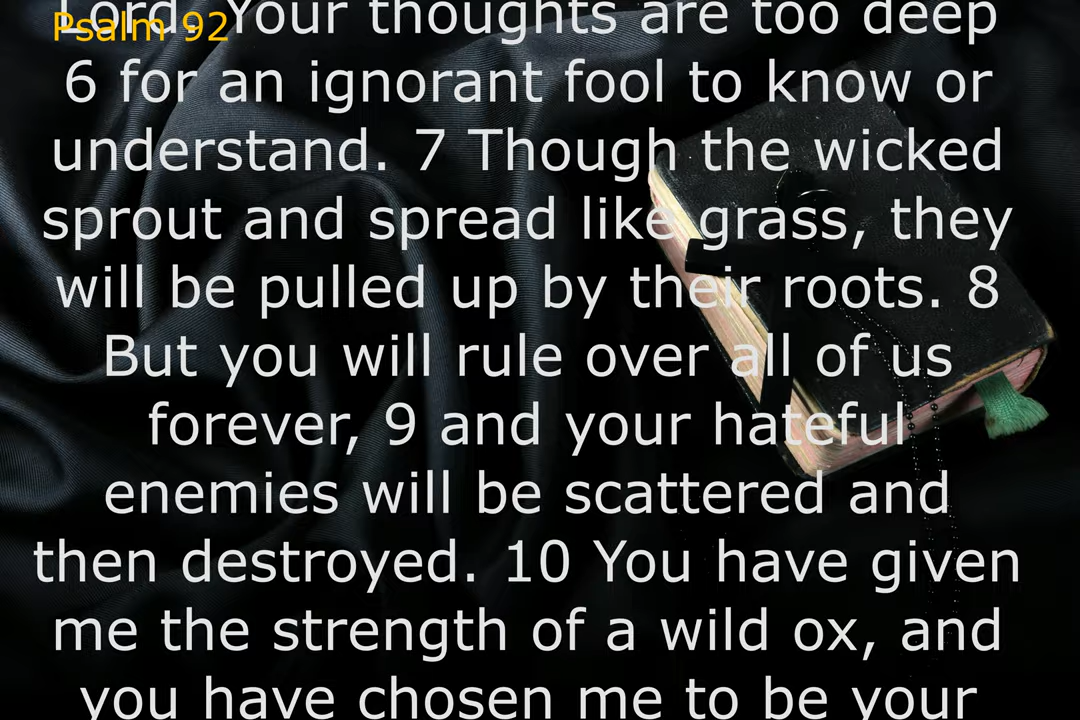 Psalm 92
Lord. Your thoughts are too deep
6 for an ignorant fool to know or
understand. 7 Though the wicked
sprout and spread like grass, they
will be pulled up by their roots. 8
But you will rule over all of us
forever, 9 and your hateful
enemies will be scattered and
then destroyed. 10 You have given
me the strength of a wild ox, and
you have chosen me to be your